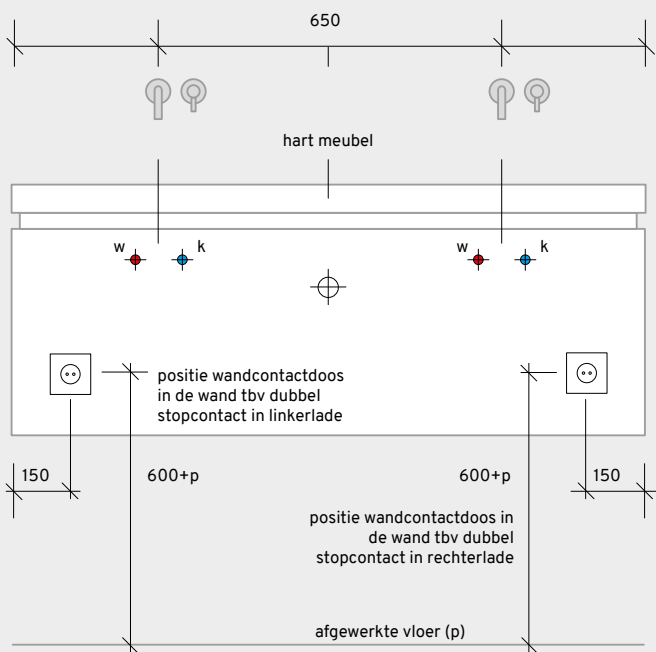 650
hart meubel
w k w k
positie wandcontactdoos
in de wand tbv dubbel
stopcontact in linkerlade
150 600+p 600+p 150
positie wandcontactdoos in
de wand tbv dubbel
stopcontact in rechterlade
afgewerkte vloer (p)